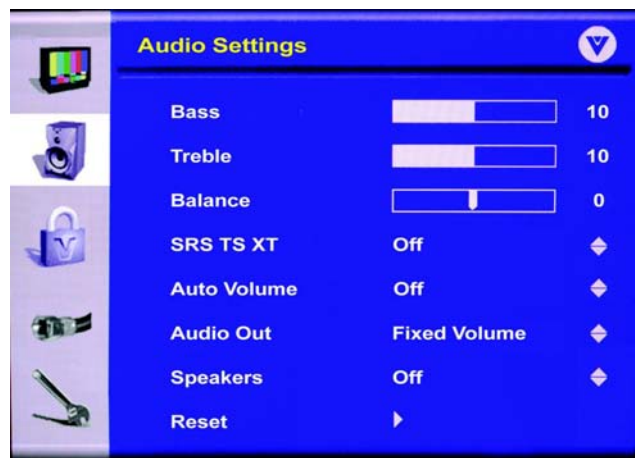 Audio Settings
Bass 10
Treble 10
Balance 0
SRS TS XT Off
Auto Volume Off
Audio Out Fixed Volume
Speakers Off
Reset